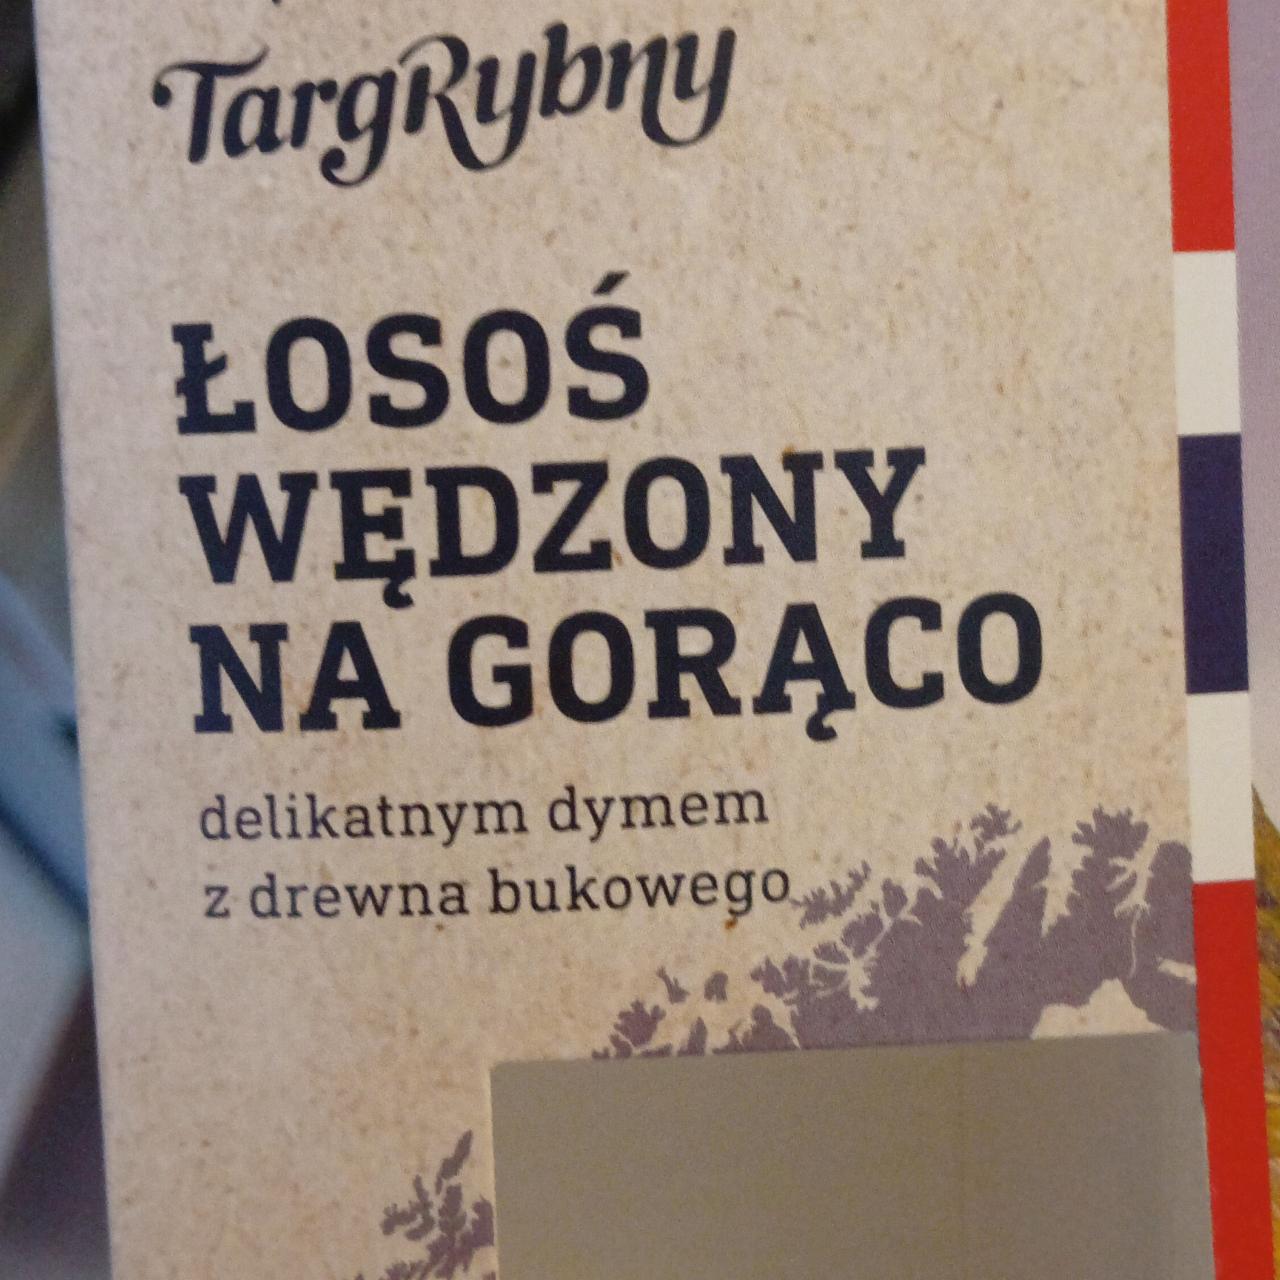 TargRybny
ŁOSOŚ
WĘDZONY
NA GORĄCO
delikatnym dymem
z drewna bukowego